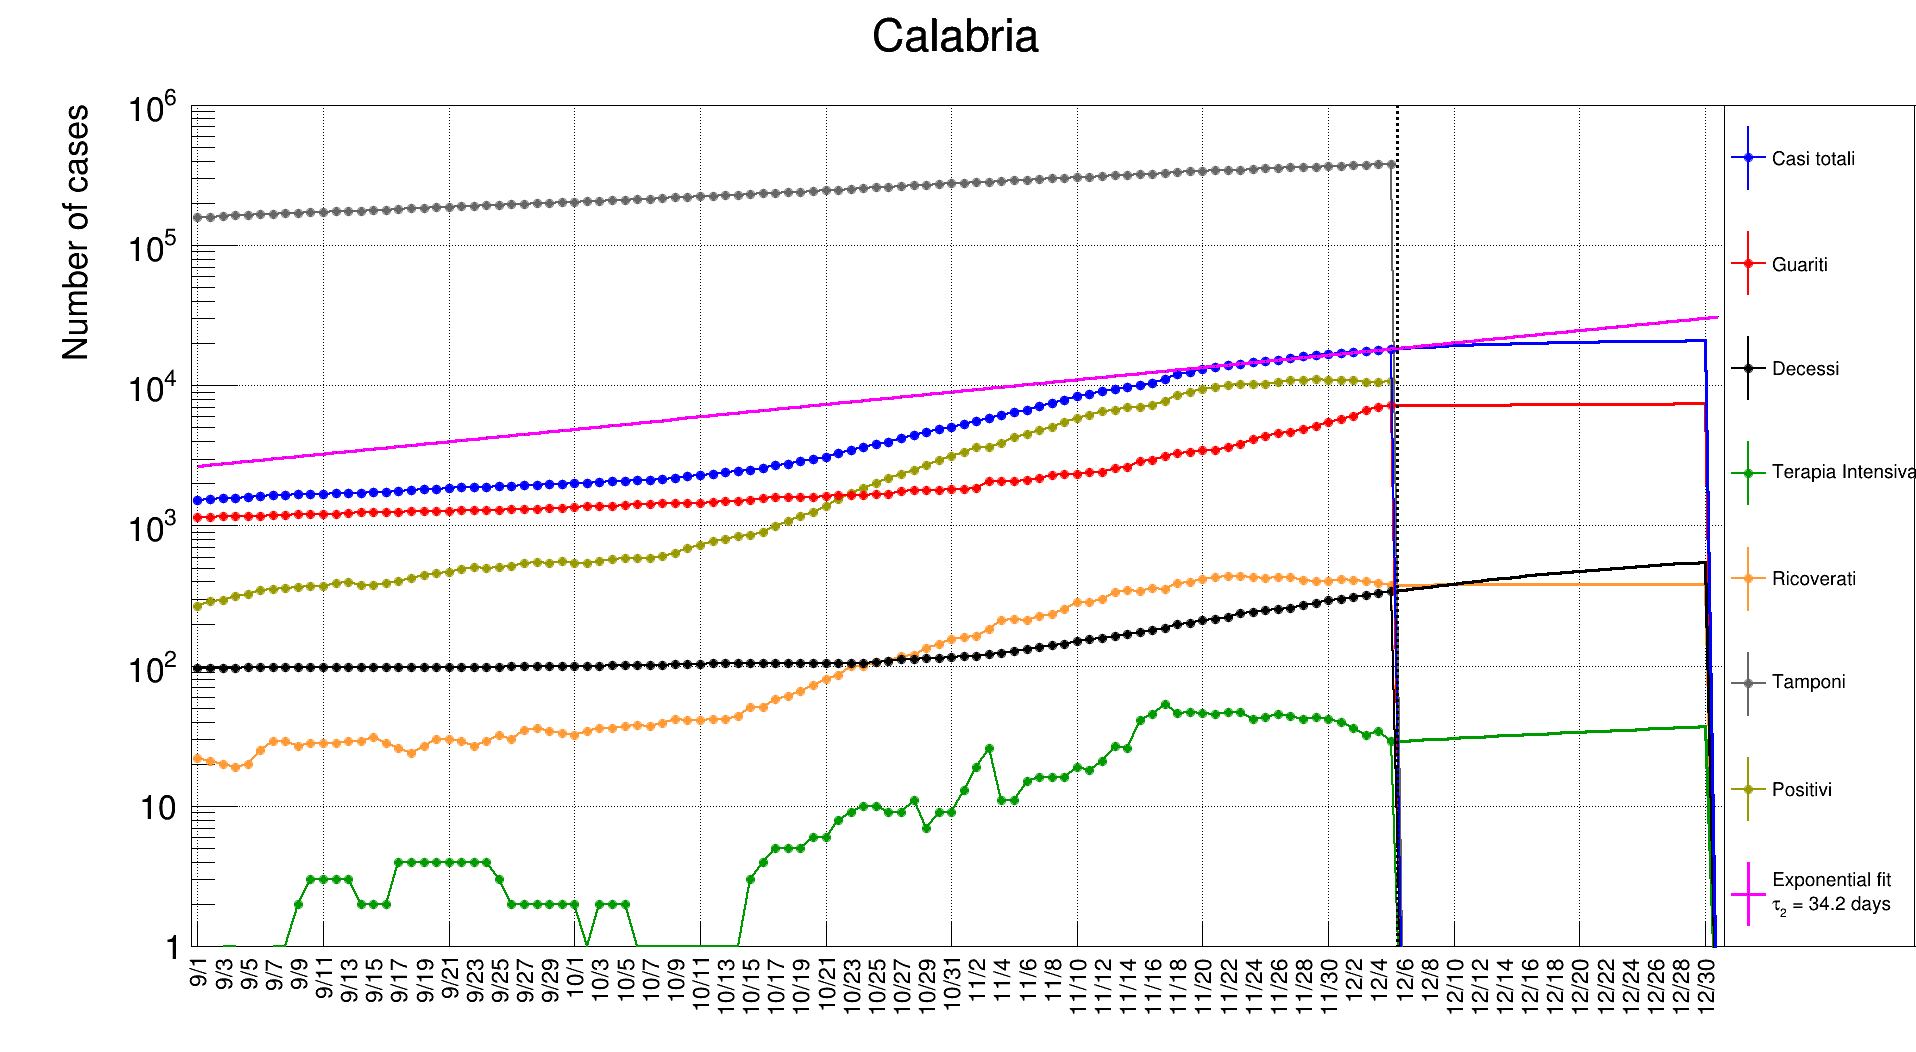 Calabria
Number of cases
10^6
10^5
10^4
10^3
10^2
10
1
9/1 9/3 9/5 9/7 9/9 9/11 9/13 9/15 9/17 9/19 9/21 9/23 9/25 9/27 9/29 10/1 10/3 10/5 10/7 10/9 10/11 10/13 10/15 10/17 10/19 10/21 10/23 10/25 10/27 10/29 10/31 11/2 11/4 11/6 11/8 11/10 11/12 11/14 11/16 11/18 11/20 11/22 11/24 11/26 11/28 11/30 12/2 12/4 12/6 12/8 12/10 12/12 12/14 12/16 12/18 12/20 12/22 12/24 12/26 12/28 12/30
Casi totali
Guariti
Decessi
Terapia Intensiva
Ricoverati
Tamponi
Positivi
Exponential fit
τ₂ = 34.2 days